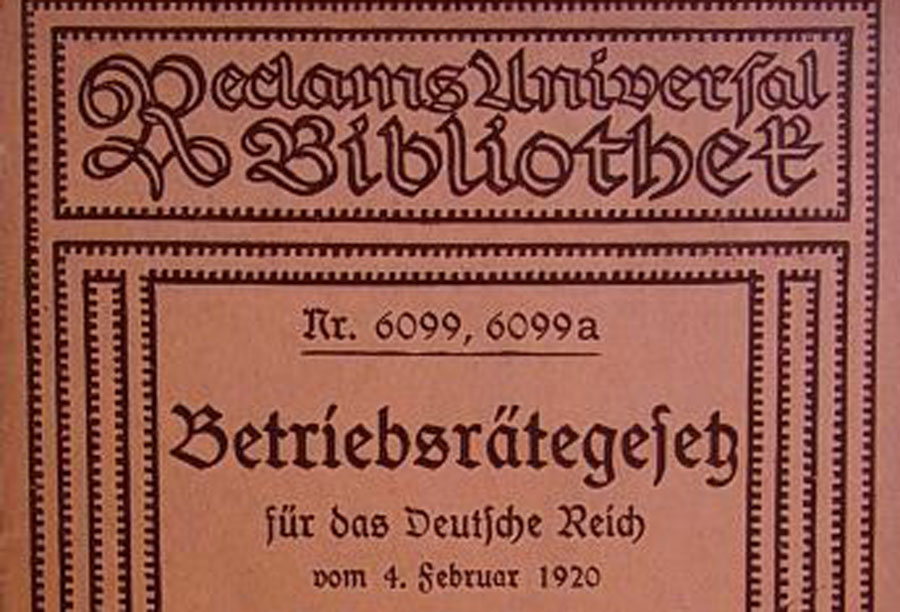 Reclams Univerſal
Bibliothek
Nr. 6099, 6099a
Betriebsrätegeſetz
für das Deutſche Reich
vom 4. Februar 1920